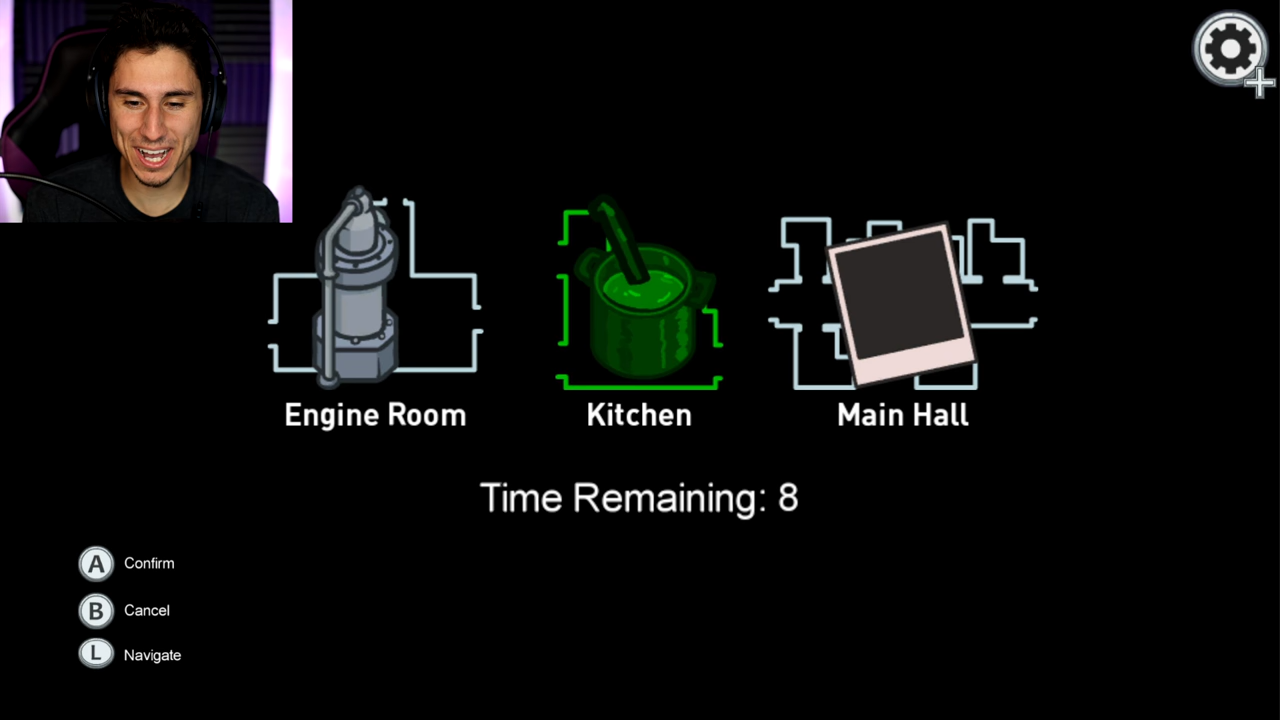 Engine Room
Kitchen
Main Hall
Time Remaining: 8
A Confirm
B Cancel
L Navigate